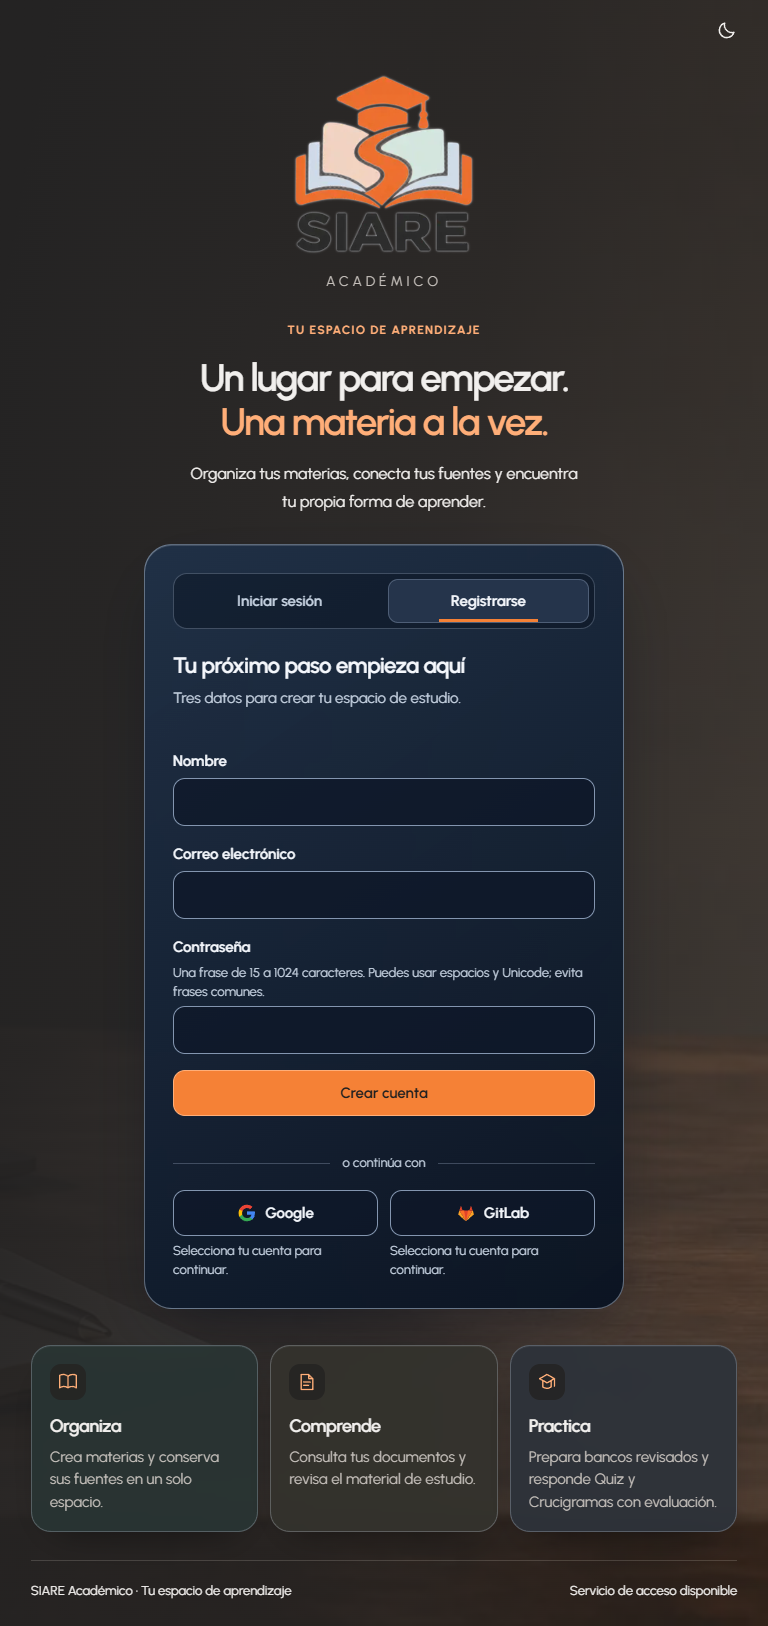 SIARE
ACADÉMICO
TU ESPACIO DE APRENDIZAJE
Un lugar para empezar.
Una materia a la vez.
Organiza tus materias, conecta tus fuentes y encuentra
tu propia forma de aprender.
Iniciar sesión
Registrarse
Tu próximo paso empieza aquí
Tres datos para crear tu espacio de estudio.
Nombre
Correo electrónico
Contraseña
Una frase de 15 a 1024 caracteres. Puedes usar espacios y Unicode; evita
frases comunes.
Crear cuenta
o continúa con
Google
GitLab
Selecciona tu cuenta para
continuar.
Selecciona tu cuenta para
continuar.
Organiza
Crea materias y conserva
sus fuentes en un solo
espacio.
Comprende
Consulta tus documentos y
revisa el material de estudio.
Practica
Prepara bancos revisados y
responde Quiz y
Crucigramas con evaluación.
SIARE Académico · Tu espacio de aprendizaje
Servicio de acceso disponible